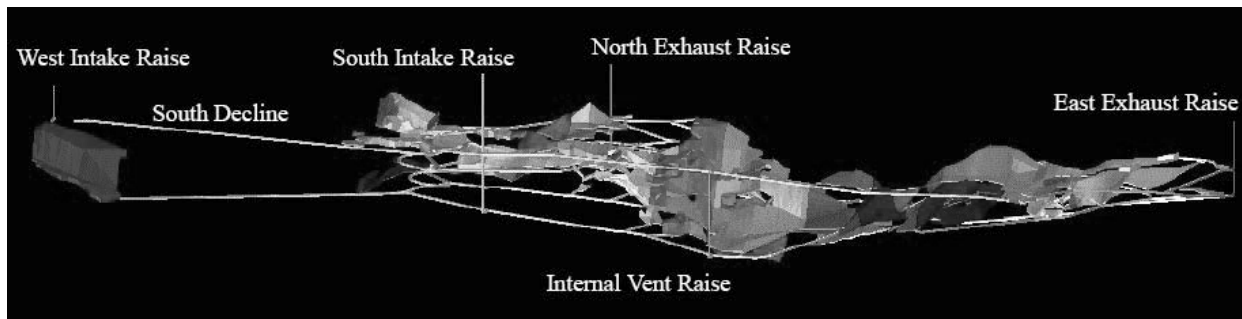 West Intake Raise
South Intake Raise
North Exhaust Raise
East Exhaust Raise
South Decline
Internal Vent Raise